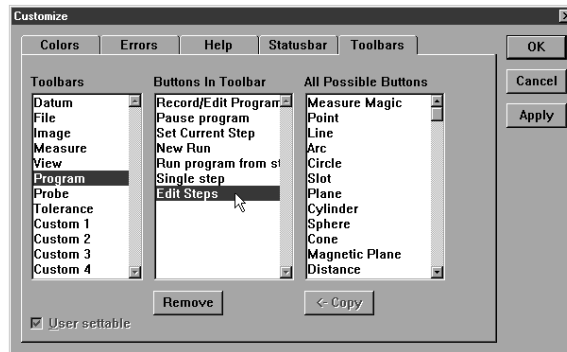 Customize
Colors
Errors
Help
Statusbar
Toolbars
OK
Cancel
Apply
Toolbars
Datum
File
Image
Measure
View
Program
Probe
Tolerance
Custom 1
Custom 2
Custom 3
Custom 4
Buttons In Toolbar
Record/Edit Program
Pause program
Set Current Step
New Run
Run program from st
Single step
Edit Steps
All Possible Buttons
Measure Magic
Point
Line
Arc
Circle
Slot
Plane
Cylinder
Sphere
Cone
Magnetic Plane
Distance
Remove
<- Copy
User settable